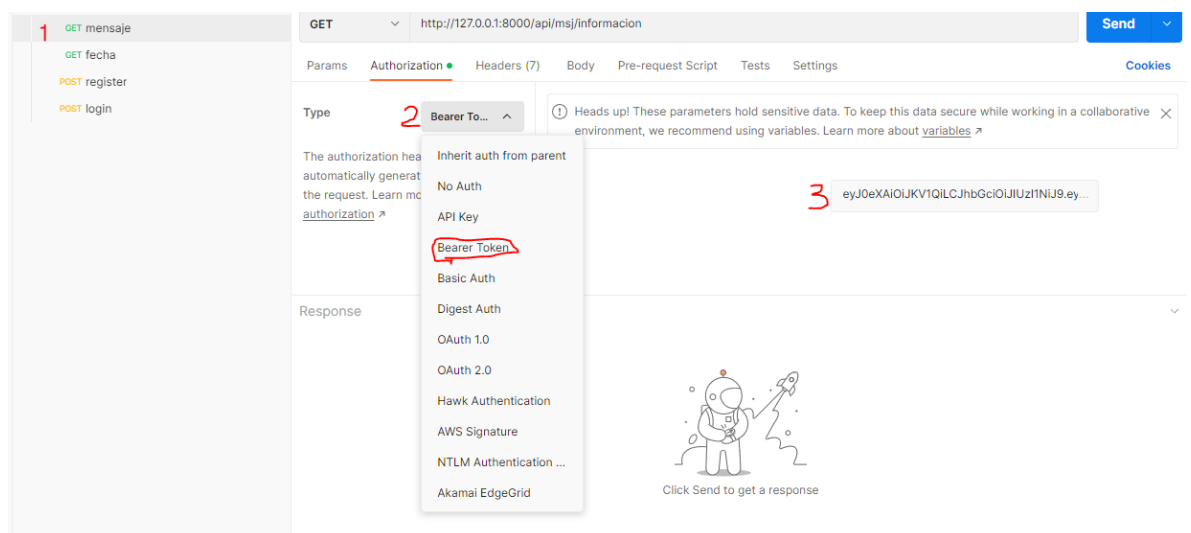 1
GET mensaje
GET fecha
POST register
POST login
GET
http://127.0.0.1:8000/api/msj/informacion
Send
Params Authorization Headers (7) Body Pre-request Script Tests Settings
Cookies
Type
2
Bearer To...
Heads up! These parameters hold sensitive data. To keep this data secure while working in a collaborative
environment, we recommend using variables. Learn more about variables ↗
The authorization hea
automatically generat
the request. Learn mo
authorization ↗
Inherit auth from parent
No Auth
API Key
Bearer Token
Basic Auth
Digest Auth
OAuth 1.0
OAuth 2.0
Hawk Authentication
AWS Signature
NTLM Authentication ...
Akamai EdgeGrid
3
eyJ0eXAiOiJKV1QiLCJhbGciOiJIUzI1NiJ9.ey...
Response
Click Send to get a response